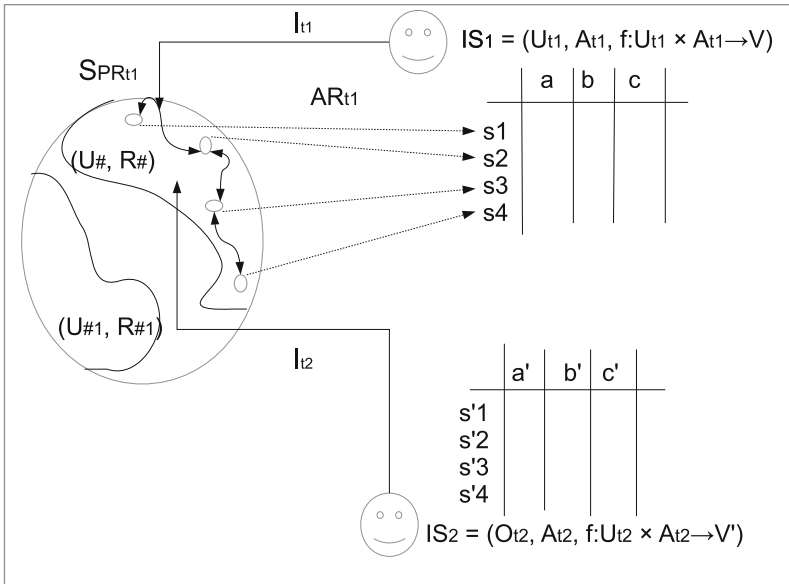 I t1
IS1 = (Ut1, At1, f:Ut1 × At1→V)
SPRt1
ARt1
a b c
s1
s2
s3
s4
(U#, R#)
(U#1, R#1)
It2
a' b' c'
s'1
s'2
s'3
s'4
IS2 = (Ot2, At2, f:Ut2 × At2→V')